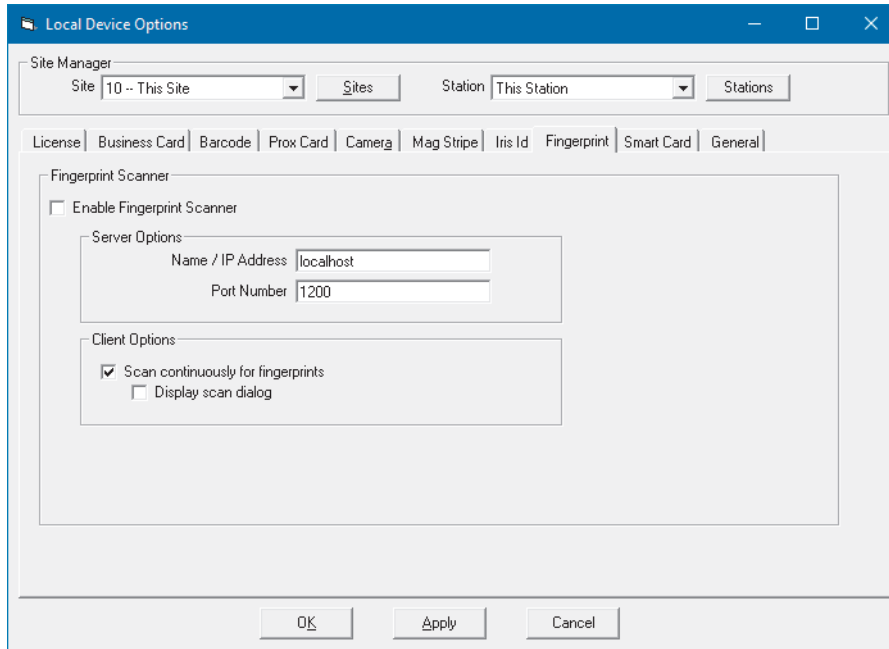 Local Device Options
Site Manager
Site 10 -- This Site Sites Station This Station Stations
License Business Card Barcode Prox Card Camera Mag Stripe Iris Id Fingerprint Smart Card General
Fingerprint Scanner
Enable Fingerprint Scanner
Server Options
Name / IP Address localhost
Port Number 1200
Client Options
Scan continuously for fingerprints
Display scan dialog
OK Apply Cancel